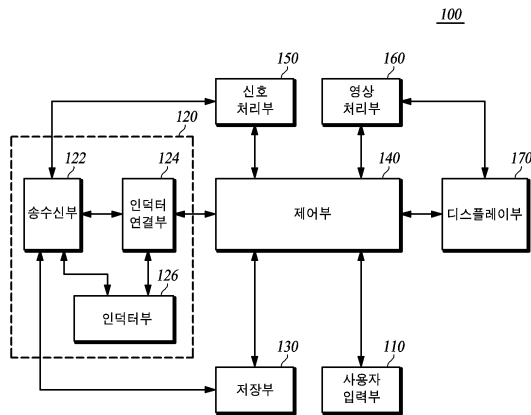 100
150
신호
처리부
160
영상
처리부
120
122
송수신부
124
인덕터
연결부
140
제어부
170
디스플레이부
126
인덕터부
130
저장부
110
사용자
입력부